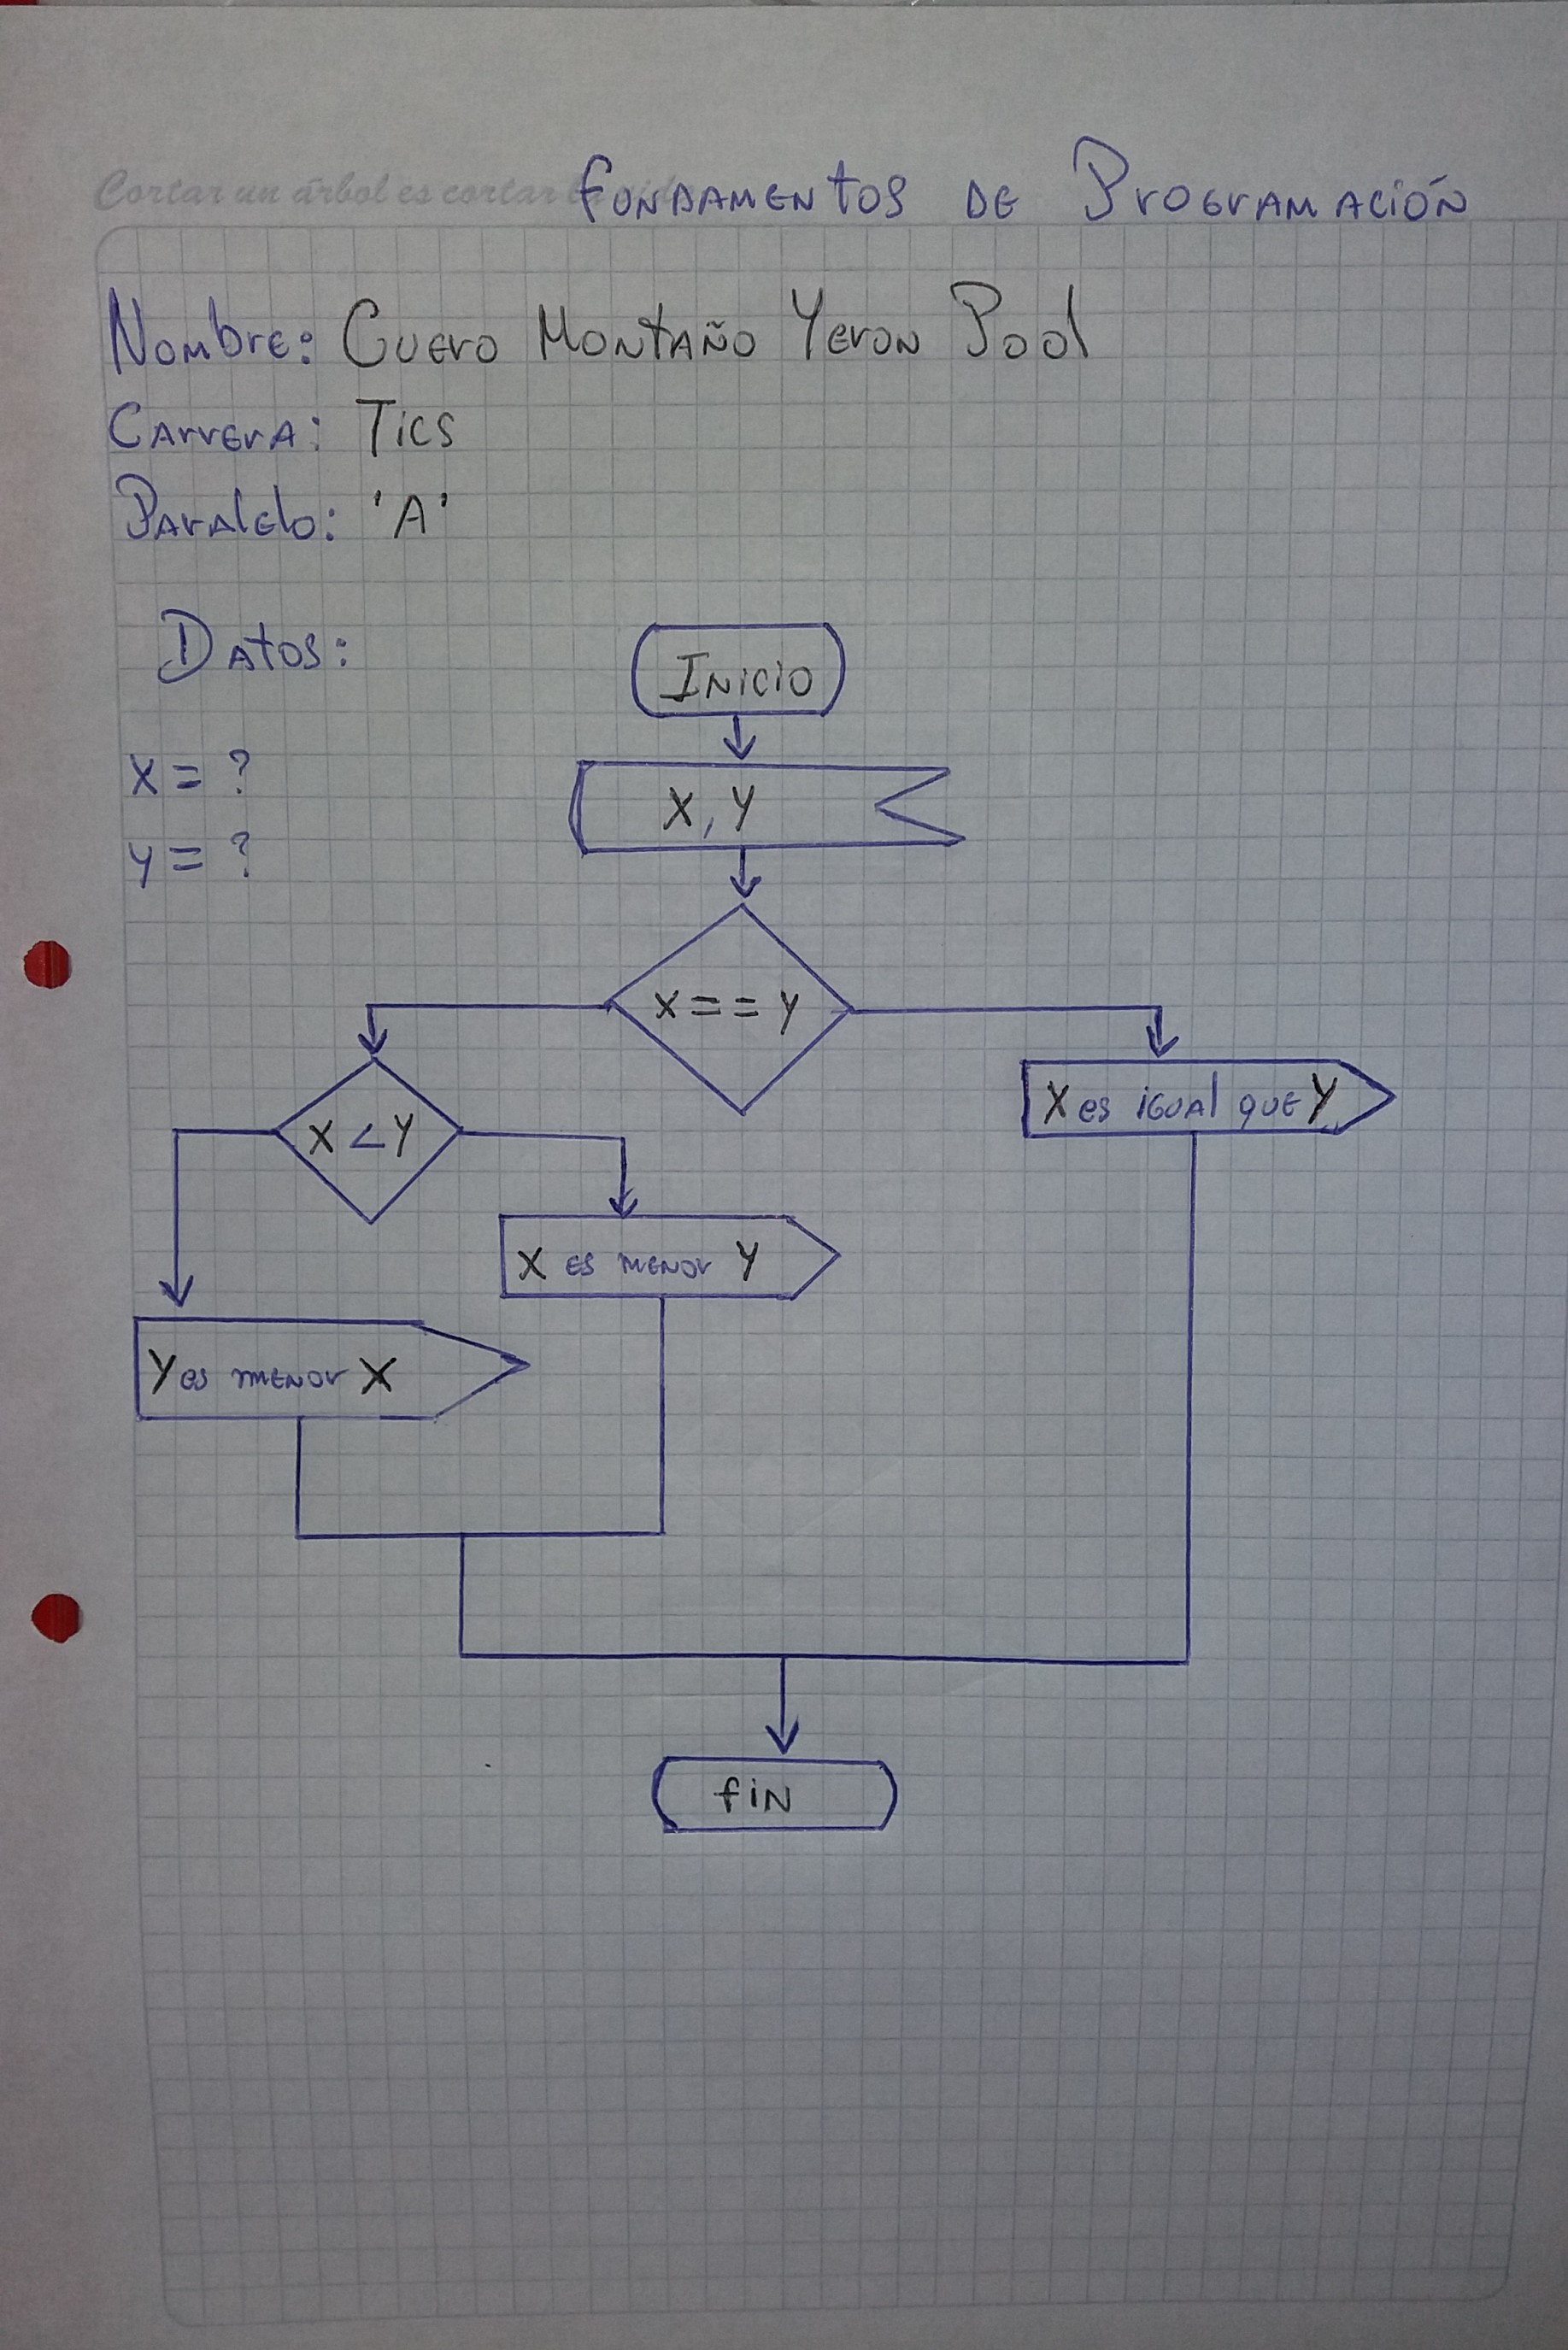 Cortar un árbol es cortar
Fundamentos de Programación
Nombre: Cuero Montaño Yeron Pool
Carrera: Tics
Paralelo: 'A'
Datos:
Inicio
x = ?
y = ?
X, Y
X == Y
X < Y
X es igual que Y
X es menor Y
Y es menor X
fin